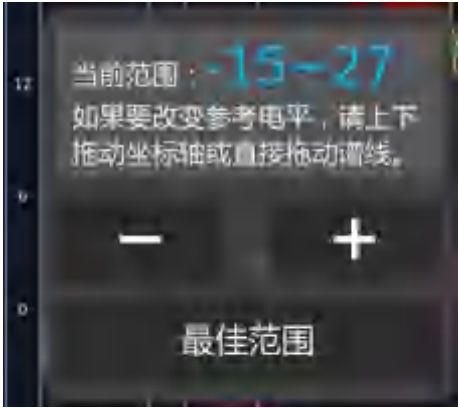 当前范围：-15~27
如果要改变参考电平，请上下
拖动坐标轴或直接拖动谱线。
12
6
0
− +
最佳范围